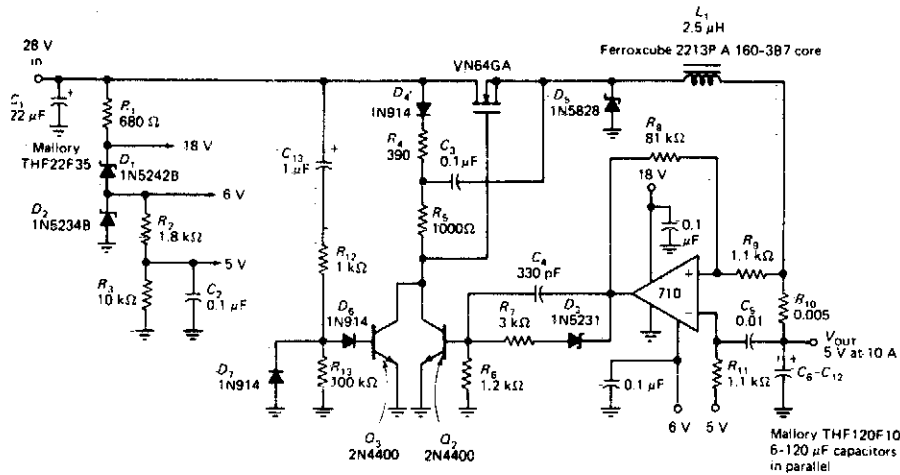 L1
2.5 μH
Ferroxcube 2213P A 160-3B7 core
28 V
in
VN64GA
C1
22 μF
Mallory
THF22F35
R1
680 Ω
18 V
D1
1N5242B
6 V
D2
1N5234B
R2
1.8 kΩ
5 V
R3
10 kΩ
C2
0.1 μF
C13
1 μF
+
R12
1 kΩ
D6
1N914
D7
1N914
R13
100 kΩ
Q3
2N4400
Q2
2N4400
D4
1N914
R4
390
C3
0.1 μF
R5
1000Ω
D5
1N5828
R8
81 kΩ
18 V
0.1
μF
C4
330 pF
R7
3 kΩ
D3
1N5231
R6
1.2 kΩ
710
+
−
R9
1.1 kΩ
R10
0.005
C5
0.01
R11
1.1 kΩ
0.1 μF
6 V
5 V
VOUT
5 V at 10 A
+
C6–C12
Mallory THF120F10
6-120 μF capacitors
in parallel